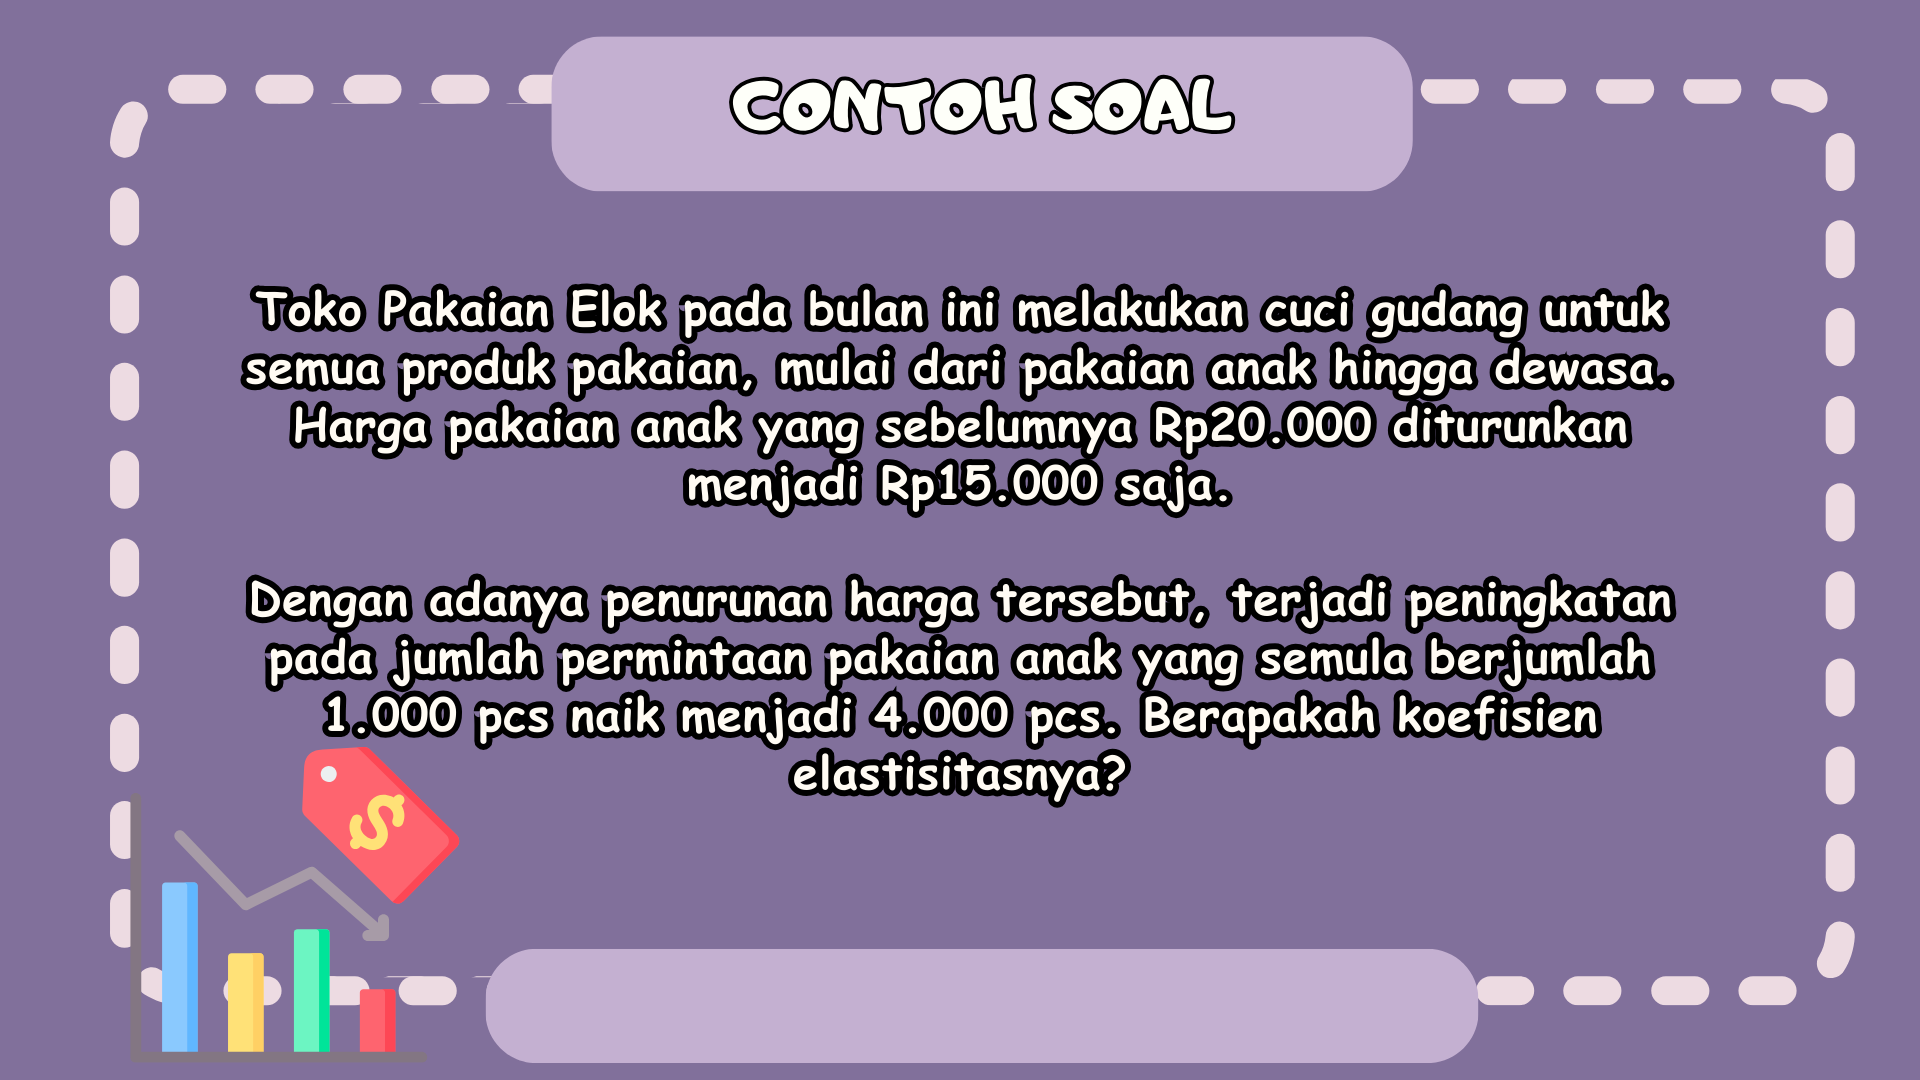 CONTOH SOAL
Toko Pakaian Elok pada bulan ini melakukan cuci gudang untuk
semua produk pakaian, mulai dari pakaian anak hingga dewasa.
Harga pakaian anak yang sebelumnya Rp20.000 diturunkan
menjadi Rp15.000 saja.
Dengan adanya penurunan harga tersebut, terjadi peningkatan
pada jumlah permintaan pakaian anak yang semula berjumlah
1.000 pcs naik menjadi 4.000 pcs. Berapakah koefisien
elastisitasnya?
$